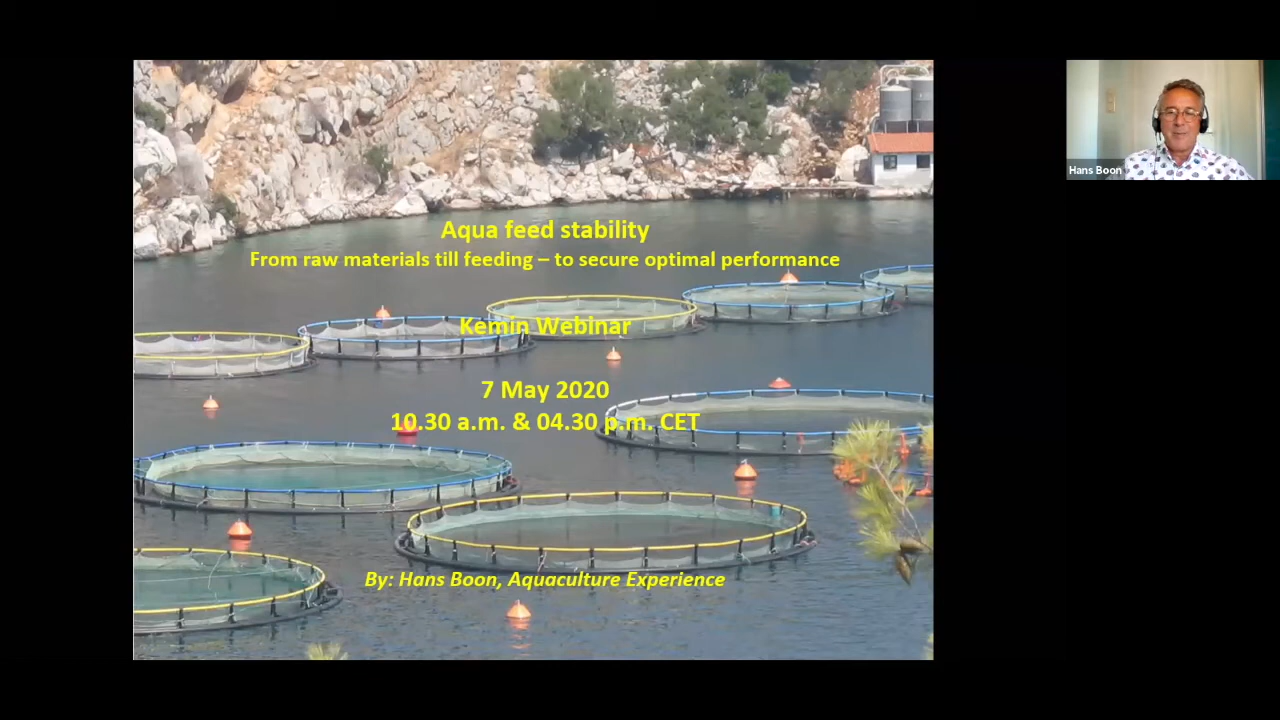 Aqua feed stability
From raw materials till feeding – to secure optimal performance
Kemin Webinar
7 May 2020
10.30 a.m. & 04.30 p.m. CET
By: Hans Boon, Aquaculture Experience
Hans Boon